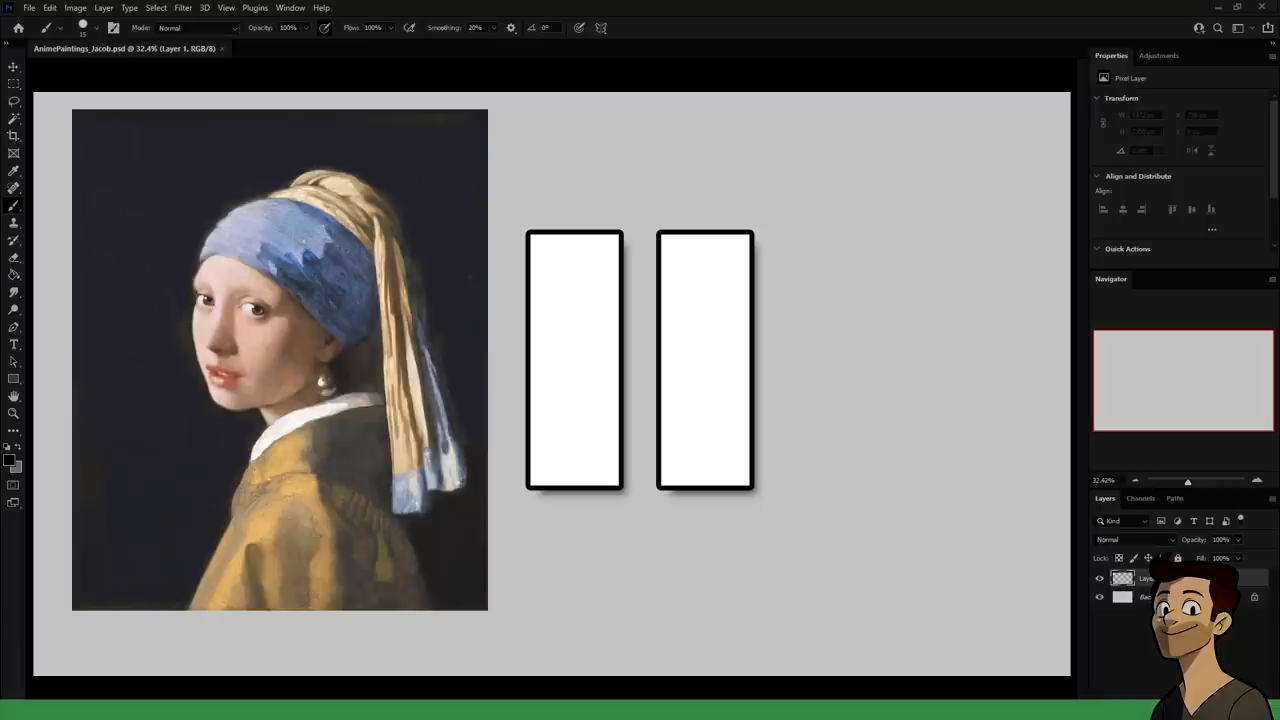 File Edit Image Layer Type Select Filter 3D View Plugins Window Help
15 Mode: Normal Opacity: 100% Flow: 100% Smoothing: 20% 0°
AnimePaintings_Jacob.psd @ 32.4% (Layer 1, RGB/8) ×
Properties Adjustments
Pixel Layer
Transform
W X
H Y
Align and Distribute
Align:
Quick Actions
Navigator
32.42%
Layers Channels Paths
Kind
Normal Opacity: 100%
Lock: Fill: 100%